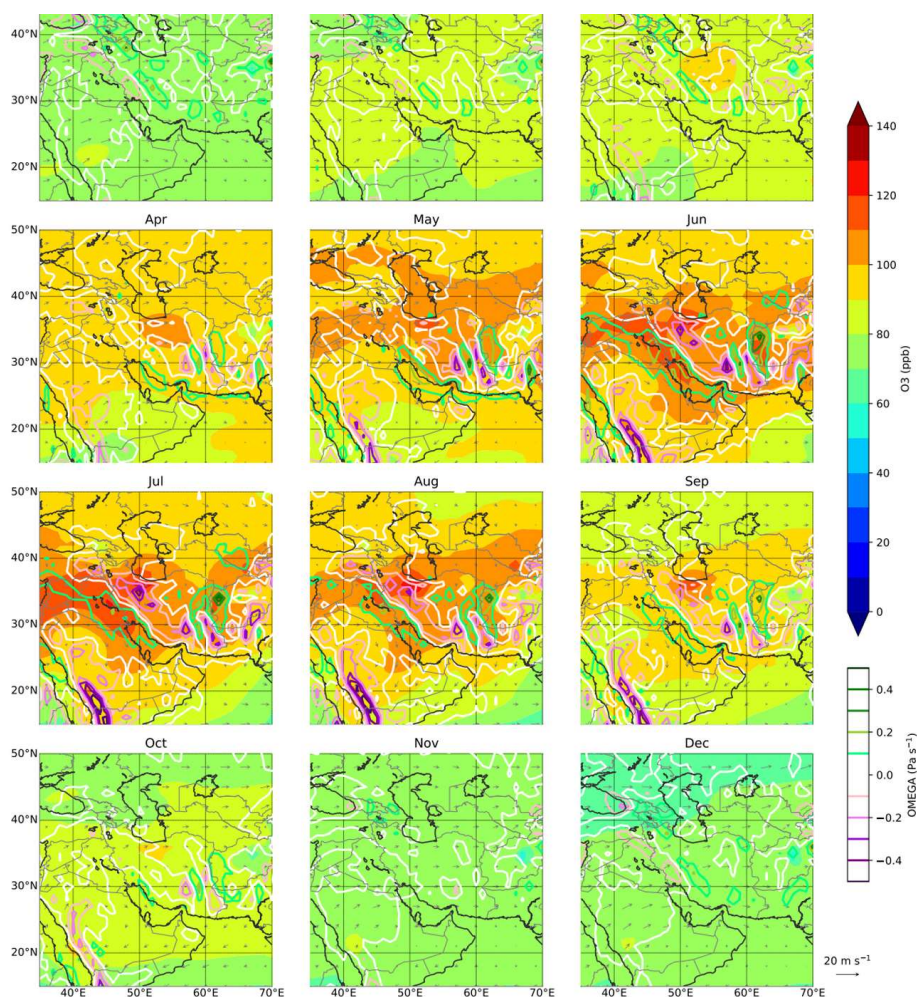 40°N
30°N
20°N
Apr
May
Jun
50°N
40°N
30°N
20°N
Jul
Aug
Sep
50°N
40°N
30°N
20°N
Oct
Nov
Dec
50°N
40°N
30°N
20°N
40°E 50°E 60°E 70°E
40°E 50°E 60°E 70°E
40°E 50°E 60°E 70°E
140
120
100
80
60
40
20
0
O3 (ppb)
0.4
0.2
0.0
−0.2
−0.4
OMEGA (Pa s⁻¹)
20 m s⁻¹